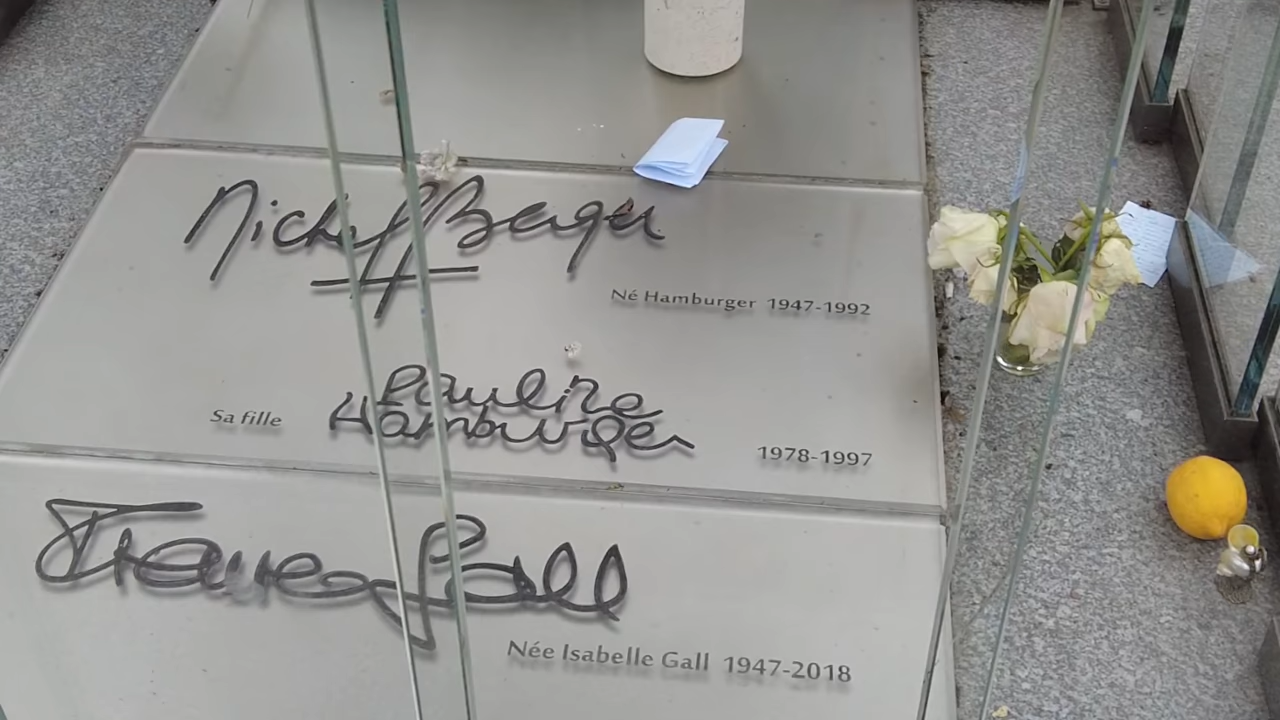 Michel Berger
Né Hamburger 1947-1992
Pauline
Hamburger
Sa fille
1978-1997
France Gall
Née Isabelle Gall 1947-2018